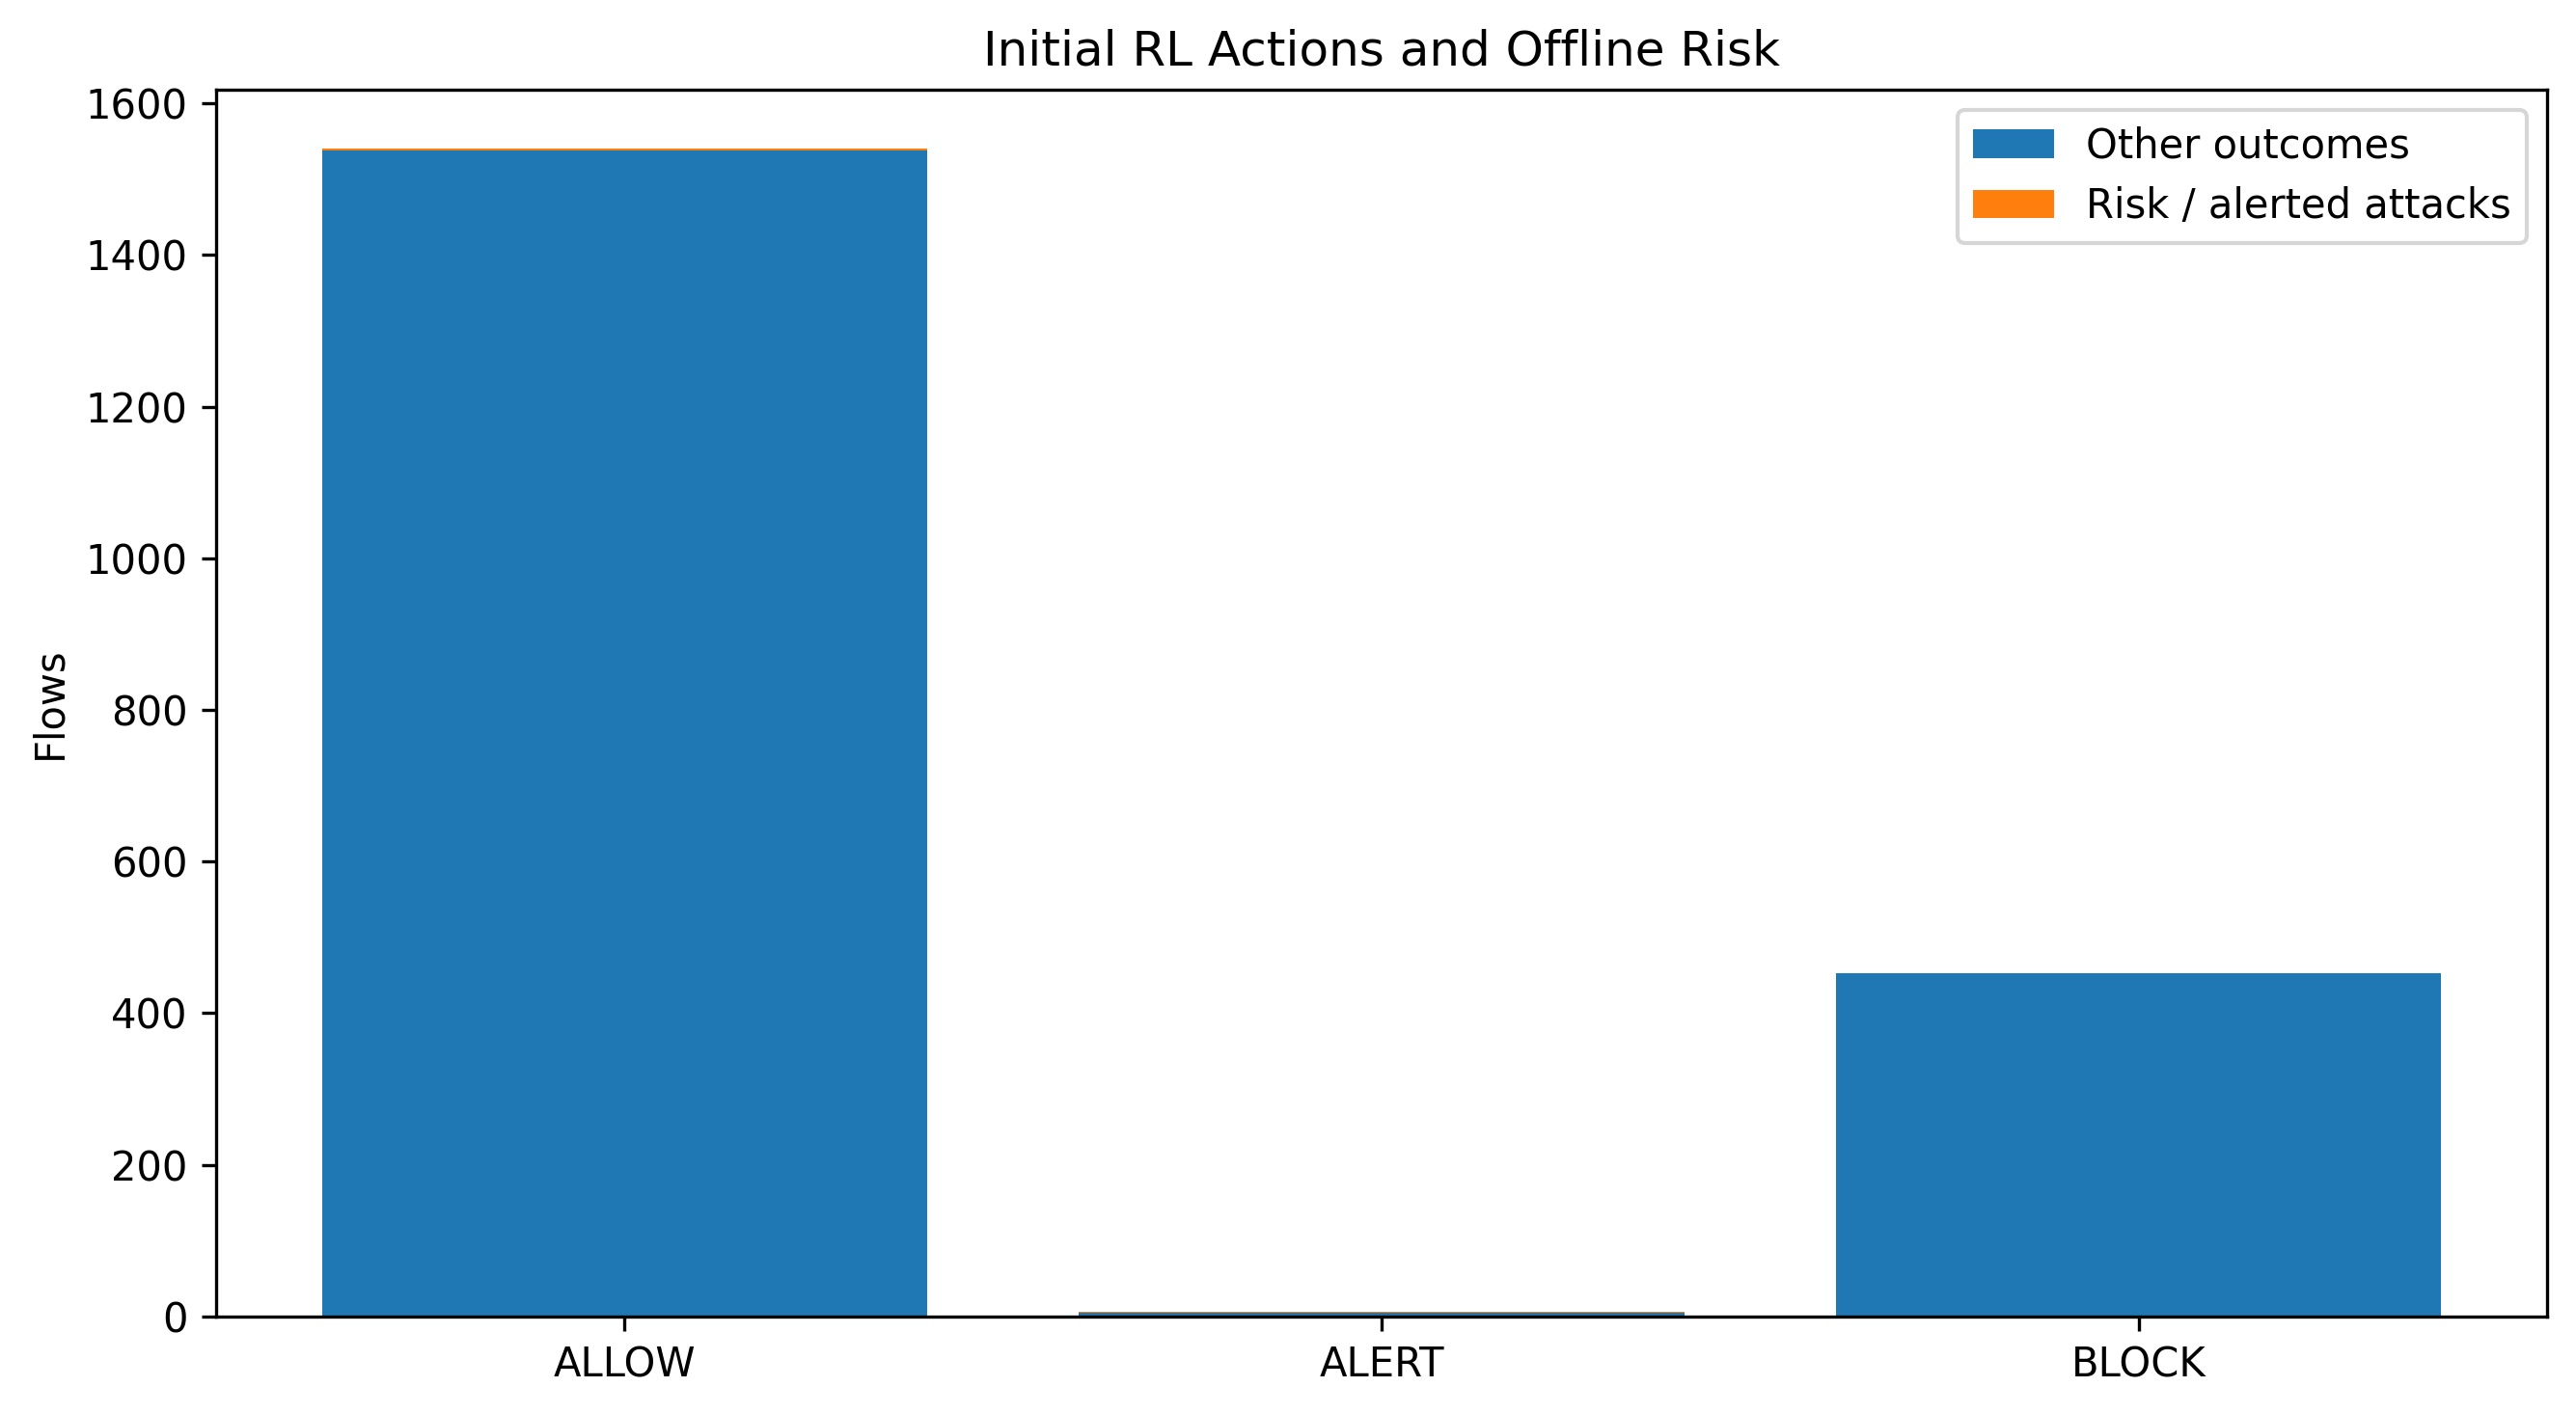 Initial RL Actions and Offline Risk
1600
1400
1200
1000
800
600
400
200
0
Flows
Other outcomes
Risk / alerted attacks
ALLOW
ALERT
BLOCK